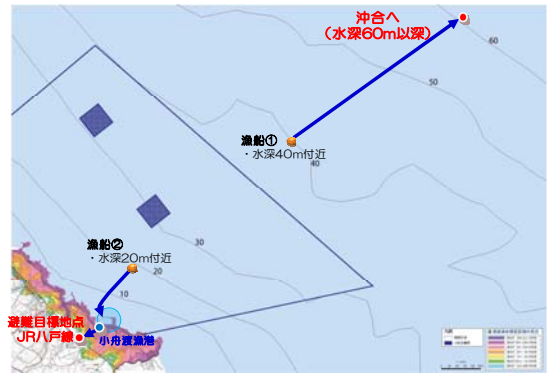 沖合へ
（水深60m以深）
60
50
漁船①
・水深40m付近
40
30
漁船②
・水深20m付近
20
10
避難目標地点
JR八戸線
小舟渡漁港
凡例